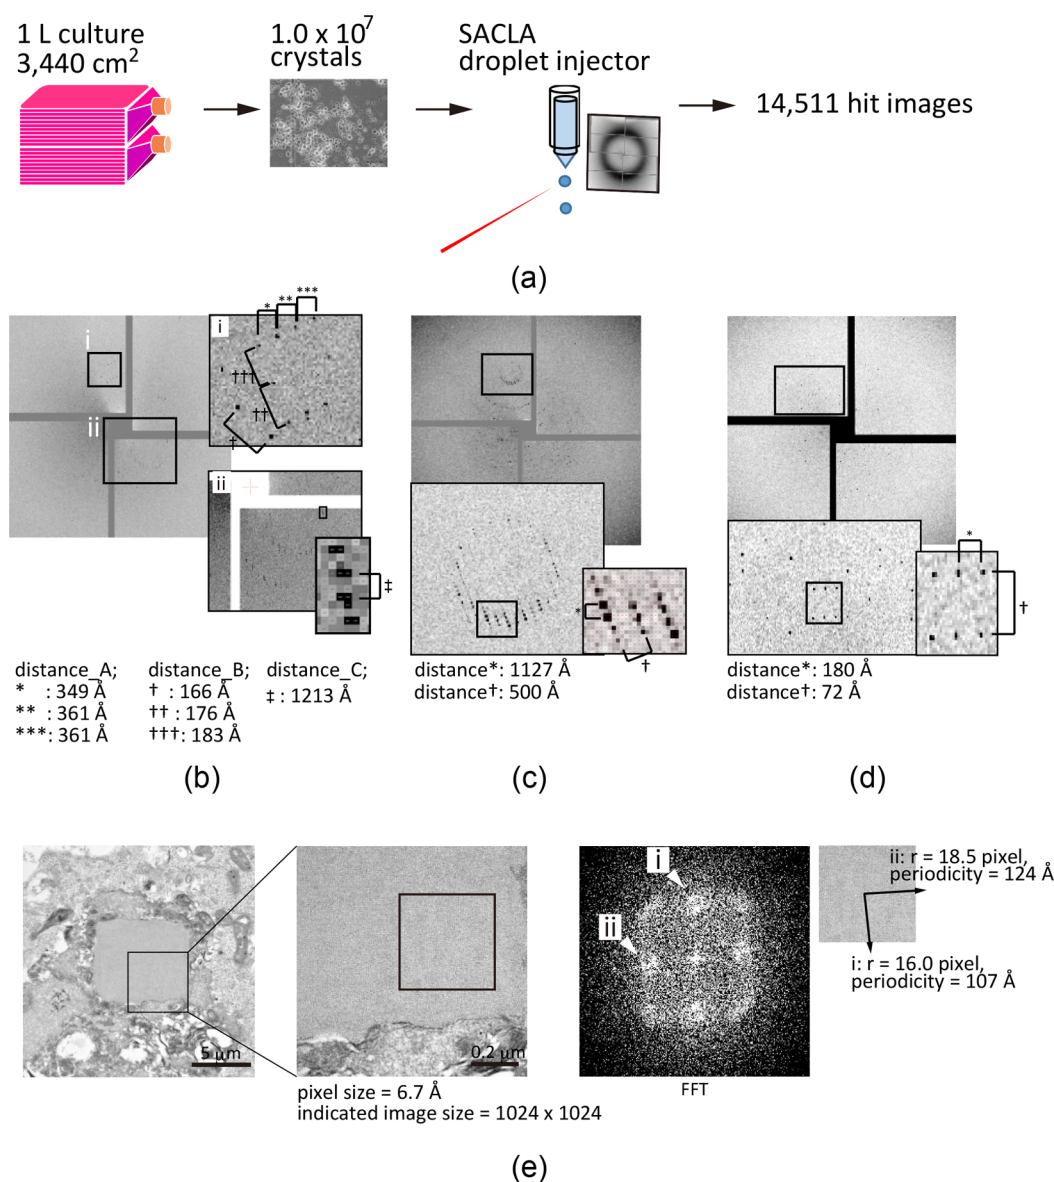 1 L culture
3,440 cm²
1.0 x 10⁷
crystals
SACLA
droplet injector
14,511 hit images
(a)
i
ii
i
* ** ***
†††
††
†
ii
‡
distance_A;
* : 349 Å
** : 361 Å
***: 361 Å
distance_B;
† : 166 Å
†† : 176 Å
†††: 183 Å
distance_C;
‡ : 1213 Å
(b)
*
†
distance*: 1127 Å
distance†: 500 Å
(c)
*
†
distance*: 180 Å
distance†: 72 Å
(d)
5 μm
0.2 μm
pixel size = 6.7 Å
indicated image size = 1024 x 1024
i
ii
FFT
ii: r = 18.5 pixel,
periodicity = 124 Å
i: r = 16.0 pixel,
periodicity = 107 Å
(e)